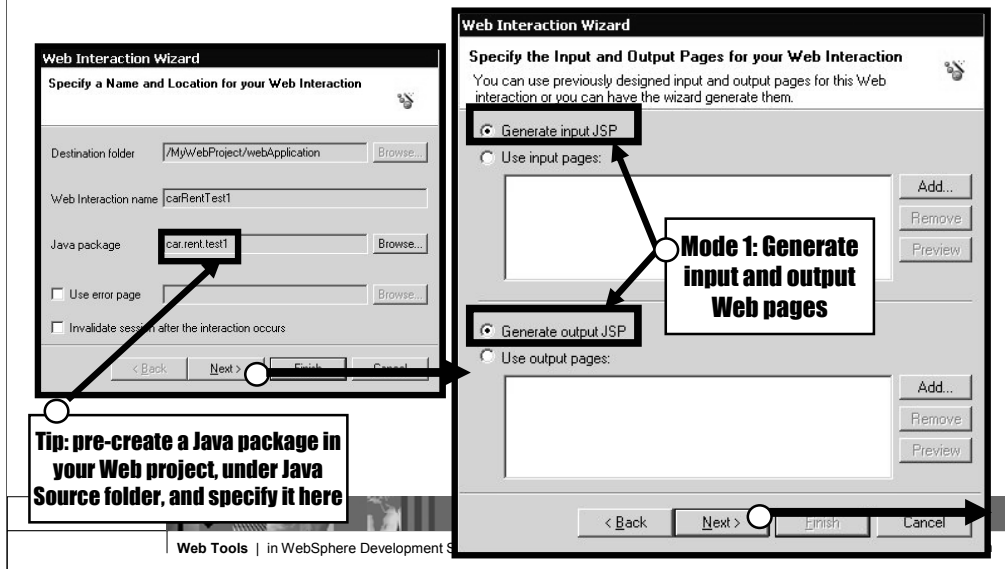 Web Interaction Wizard
Specify a Name and Location for your Web Interaction
Destination folder /MyWebProject/webApplication Browse...
Web Interaction name carRentTest1
Java package car.rent.test1 Browse...
Use error page Browse...
Invalidate session after the interaction occurs
< Back Next > Finish Cancel
Tip: pre-create a Java package in
your Web project, under Java
Source folder, and specify it here
Web Interaction Wizard
Specify the Input and Output Pages for your Web Interaction
You can use previously designed input and output pages for this Web
interaction or you can have the wizard generate them.
Generate input JSP
Use input pages:
Add...
Remove
Preview
Mode 1: Generate
input and output
Web pages
Generate output JSP
Use output pages:
Add...
Remove
Preview
< Back Next > Finish Cancel
Web Tools | in WebSphere Development S